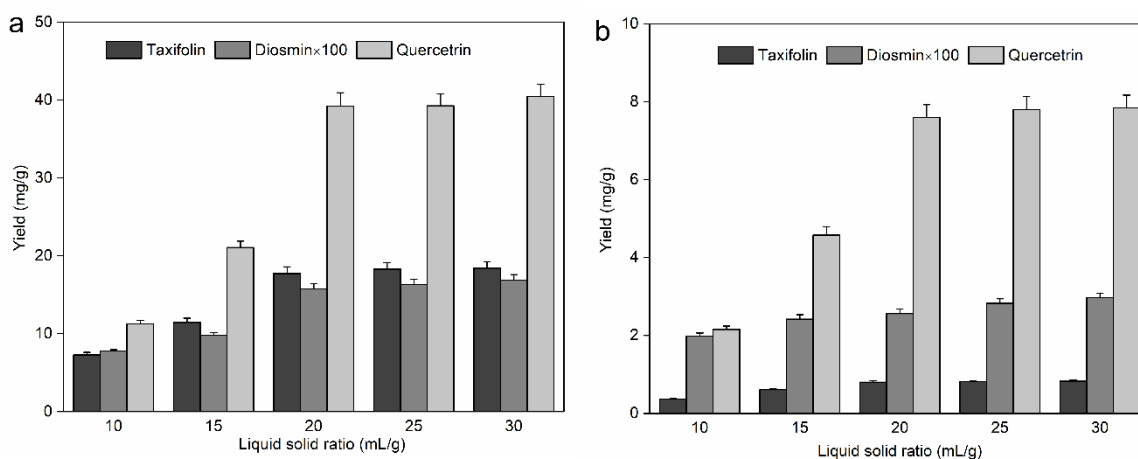 a
Taxifolin Diosmin×100 Quercetrin
Yield (mg/g)
50
40
30
20
10
0
10 15 20 25 30
Liquid solid ratio (mL/g)
b
Taxifolin Diosmin×100 Quercetrin
Yield (mg/g)
10
8
6
4
2
0
10 15 20 25 30
Liquid solid ratio (mL/g)